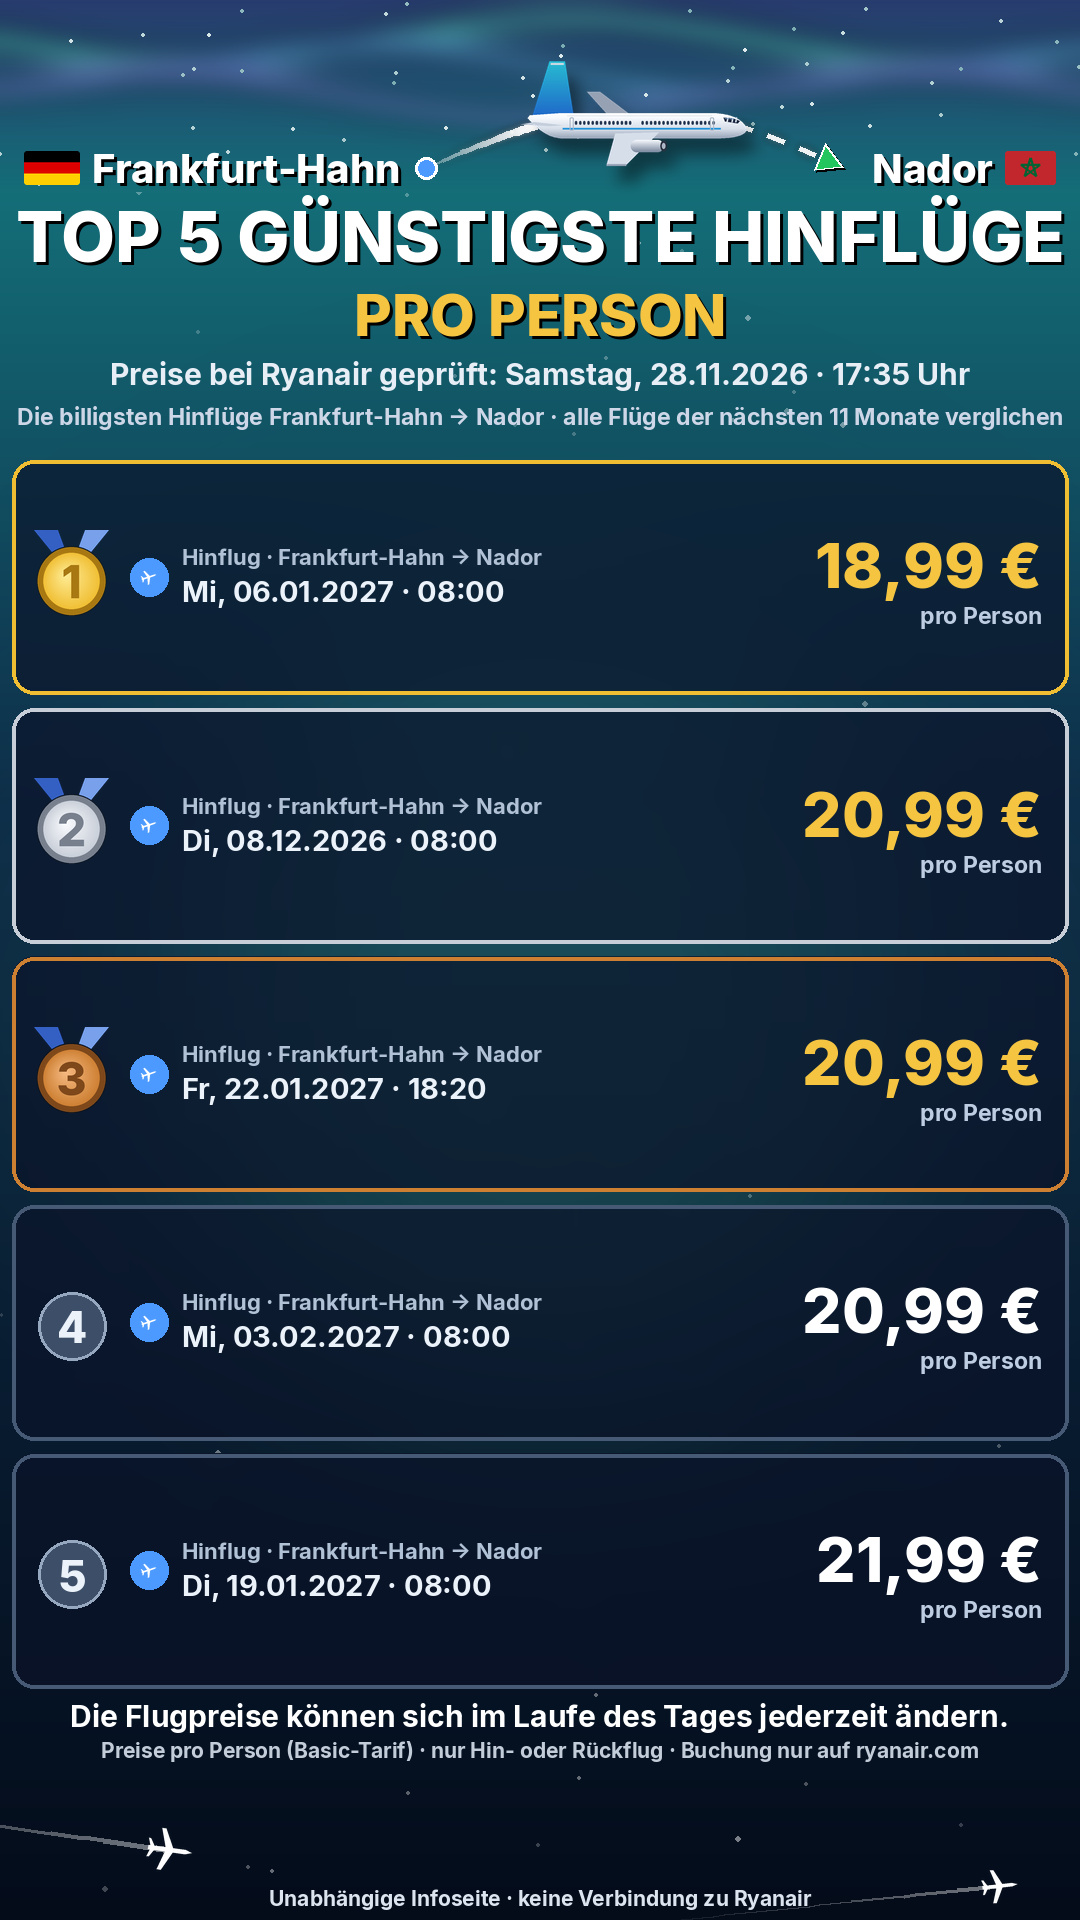 Frankfurt-Hahn
Nador
TOP 5 GÜNSTIGSTE HINFLÜGE
PRO PERSON
Preise bei Ryanair geprüft: Samstag, 28.11.2026 · 17:35 Uhr
Die billigsten Hinflüge Frankfurt-Hahn → Nador · alle Flüge der nächsten 11 Monate verglichen
1
Hinflug · Frankfurt-Hahn → Nador
Mi, 06.01.2027 · 08:00
18,99 €
pro Person
2
Hinflug · Frankfurt-Hahn → Nador
Di, 08.12.2026 · 08:00
20,99 €
pro Person
3
Hinflug · Frankfurt-Hahn → Nador
Fr, 22.01.2027 · 18:20
20,99 €
pro Person
4
Hinflug · Frankfurt-Hahn → Nador
Mi, 03.02.2027 · 08:00
20,99 €
pro Person
5
Hinflug · Frankfurt-Hahn → Nador
Di, 19.01.2027 · 08:00
21,99 €
pro Person
Die Flugpreise können sich im Laufe des Tages jederzeit ändern.
Preise pro Person (Basic-Tarif) · nur Hin- oder Rückflug · Buchung nur auf ryanair.com
Unabhängige Infoseite · keine Verbindung zu Ryanair